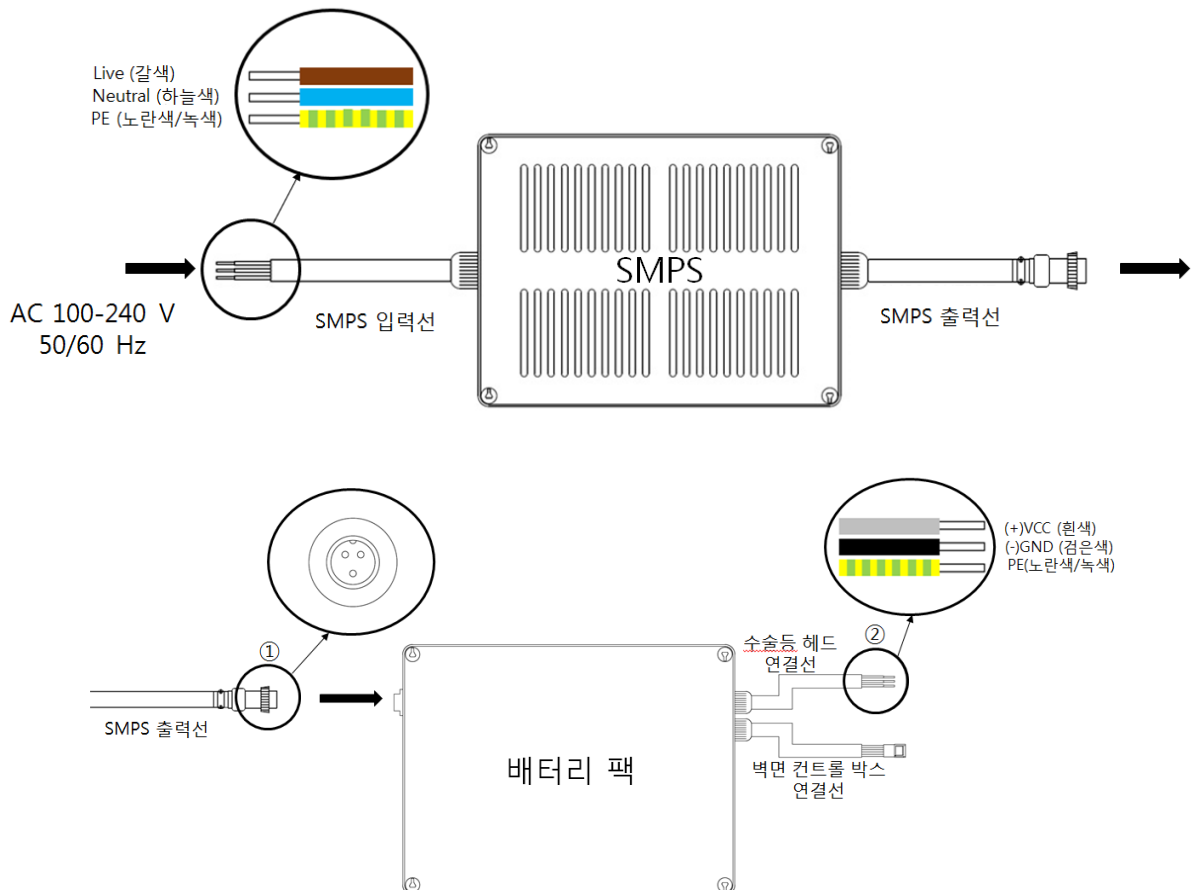 Live (갈색)
Neutral (하늘색)
PE (노란색/녹색)
AC 100-240 V
50/60 Hz
SMPS 입력선
SMPS
SMPS 출력선
(+)VCC (흰색)
(-)GND (검은색)
PE(노란색/녹색)
①
SMPS 출력선
배터리 팩
수술등 헤드
연결선
②
벽면 컨트롤 박스
연결선